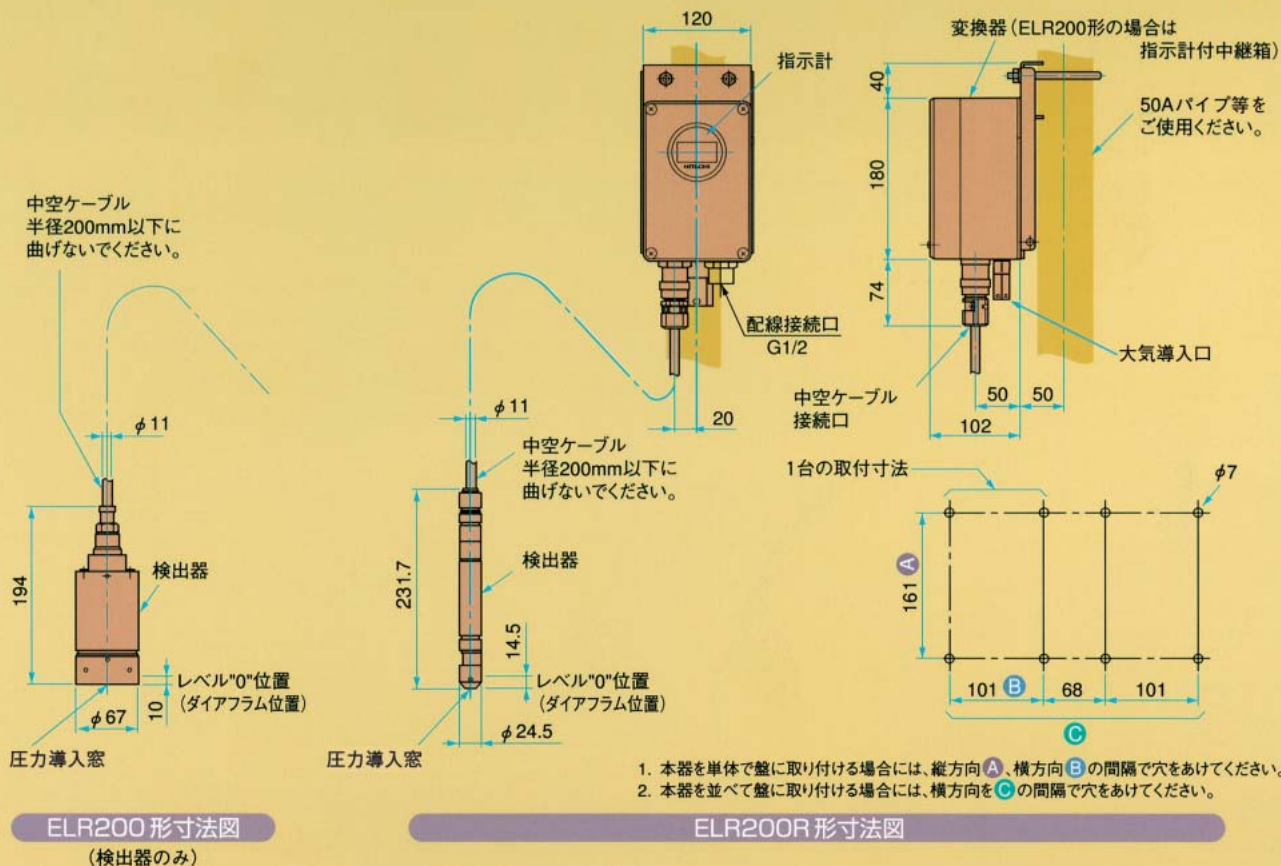 120
指示計
配線接続口
G1/2
20
変換器(ELR200形の場合は
指示計付中継箱)
40
180
74
50Aパイプ等を
ご使用ください。
大気導入口
中空ケーブル
接続口
50
50
102
中空ケーブル
半径200mm以下に
曲げないでください。
φ11
194
検出器
レベル"0"位置
(ダイアフラム位置)
10
φ67
圧力導入窓
φ11
中空ケーブル
半径200mm以下に
曲げないでください。
231.7
検出器
14.5
レベル"0"位置
(ダイアフラム位置)
φ24.5
圧力導入窓
1台の取付寸法
φ7
161 A
101 B
68
101
C
1. 本器を単体で盤に取り付ける場合には、縦方向A、横方向Bの間隔で穴をあけてください。
2. 本器を並べて盤に取り付ける場合には、横方向をCの間隔で穴をあけてください。
ELR200形寸法図
(検出器のみ)
ELR200R形寸法図
HITACHI